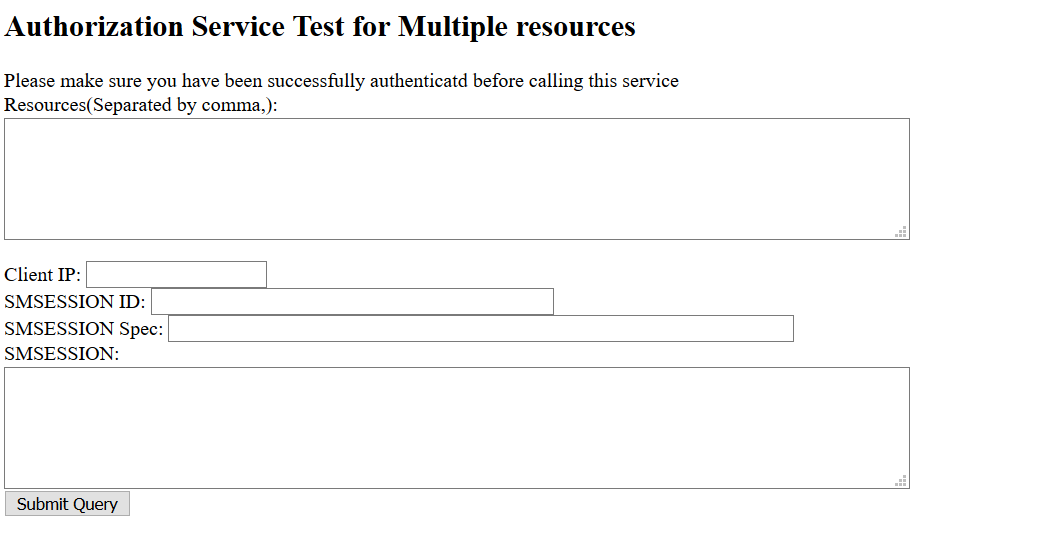 Authorization Service Test for Multiple resources
Please make sure you have been successfully authenticatd before calling this service
Resources(Separated by comma,):
Client IP:
SMSESSION ID:
SMSESSION Spec:
SMSESSION:
Submit Query